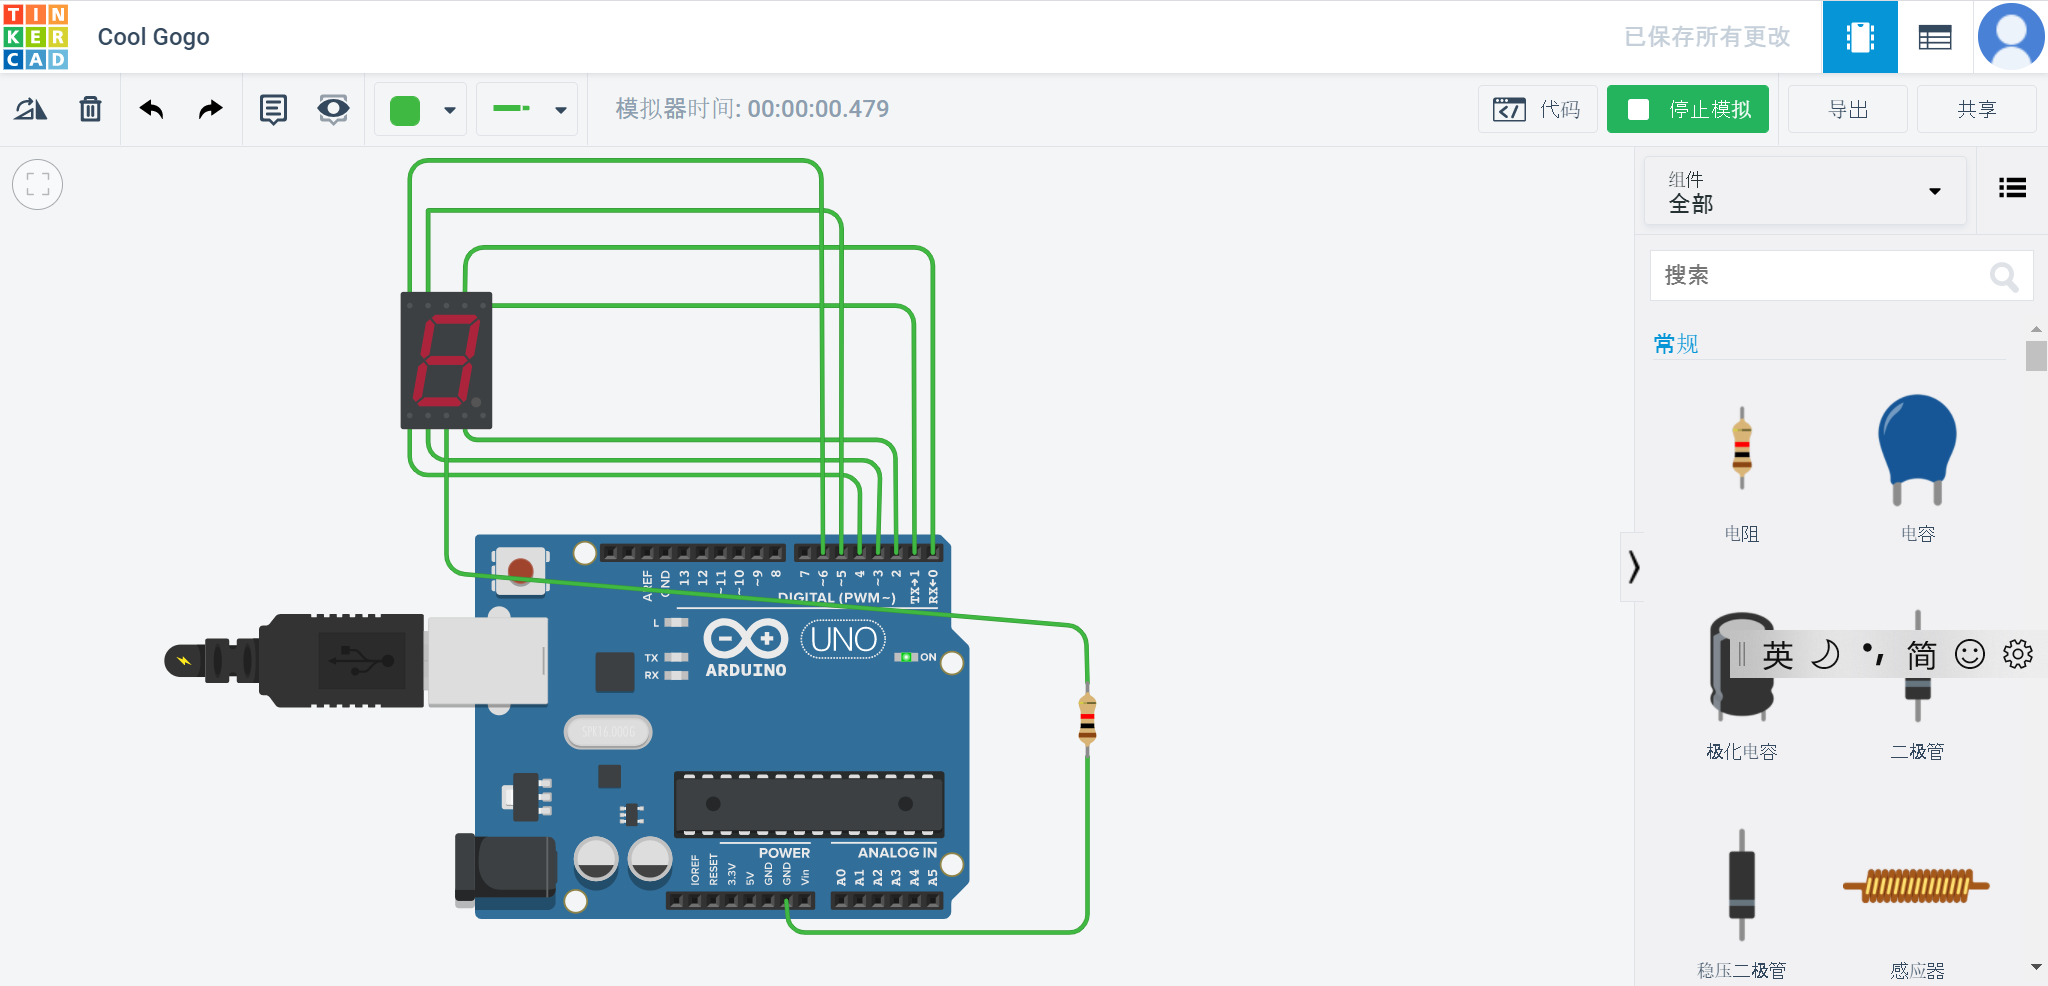 TIN
KER
CAD
Cool Gogo
已保存所有更改
模拟器时间: 00:00:00.479
代码
停止模拟
导出
共享
组件
全部
搜索
常规
电阻
电容
极化电容
二极管
稳压二极管
感应器
英
简
AREF
GND
13
12
~11
~10
~9
8
7
~6
~5
4
~3
2
TX→1
RX←0
DIGITAL (PWM~)
L
TX
RX
ARDUINO
UNO
ON
SPK16.000G
POWER
ANALOG IN
IOREF
RESET
3.3V
5V
GND
GND
Vin
A0
A1
A2
A3
A4
A5